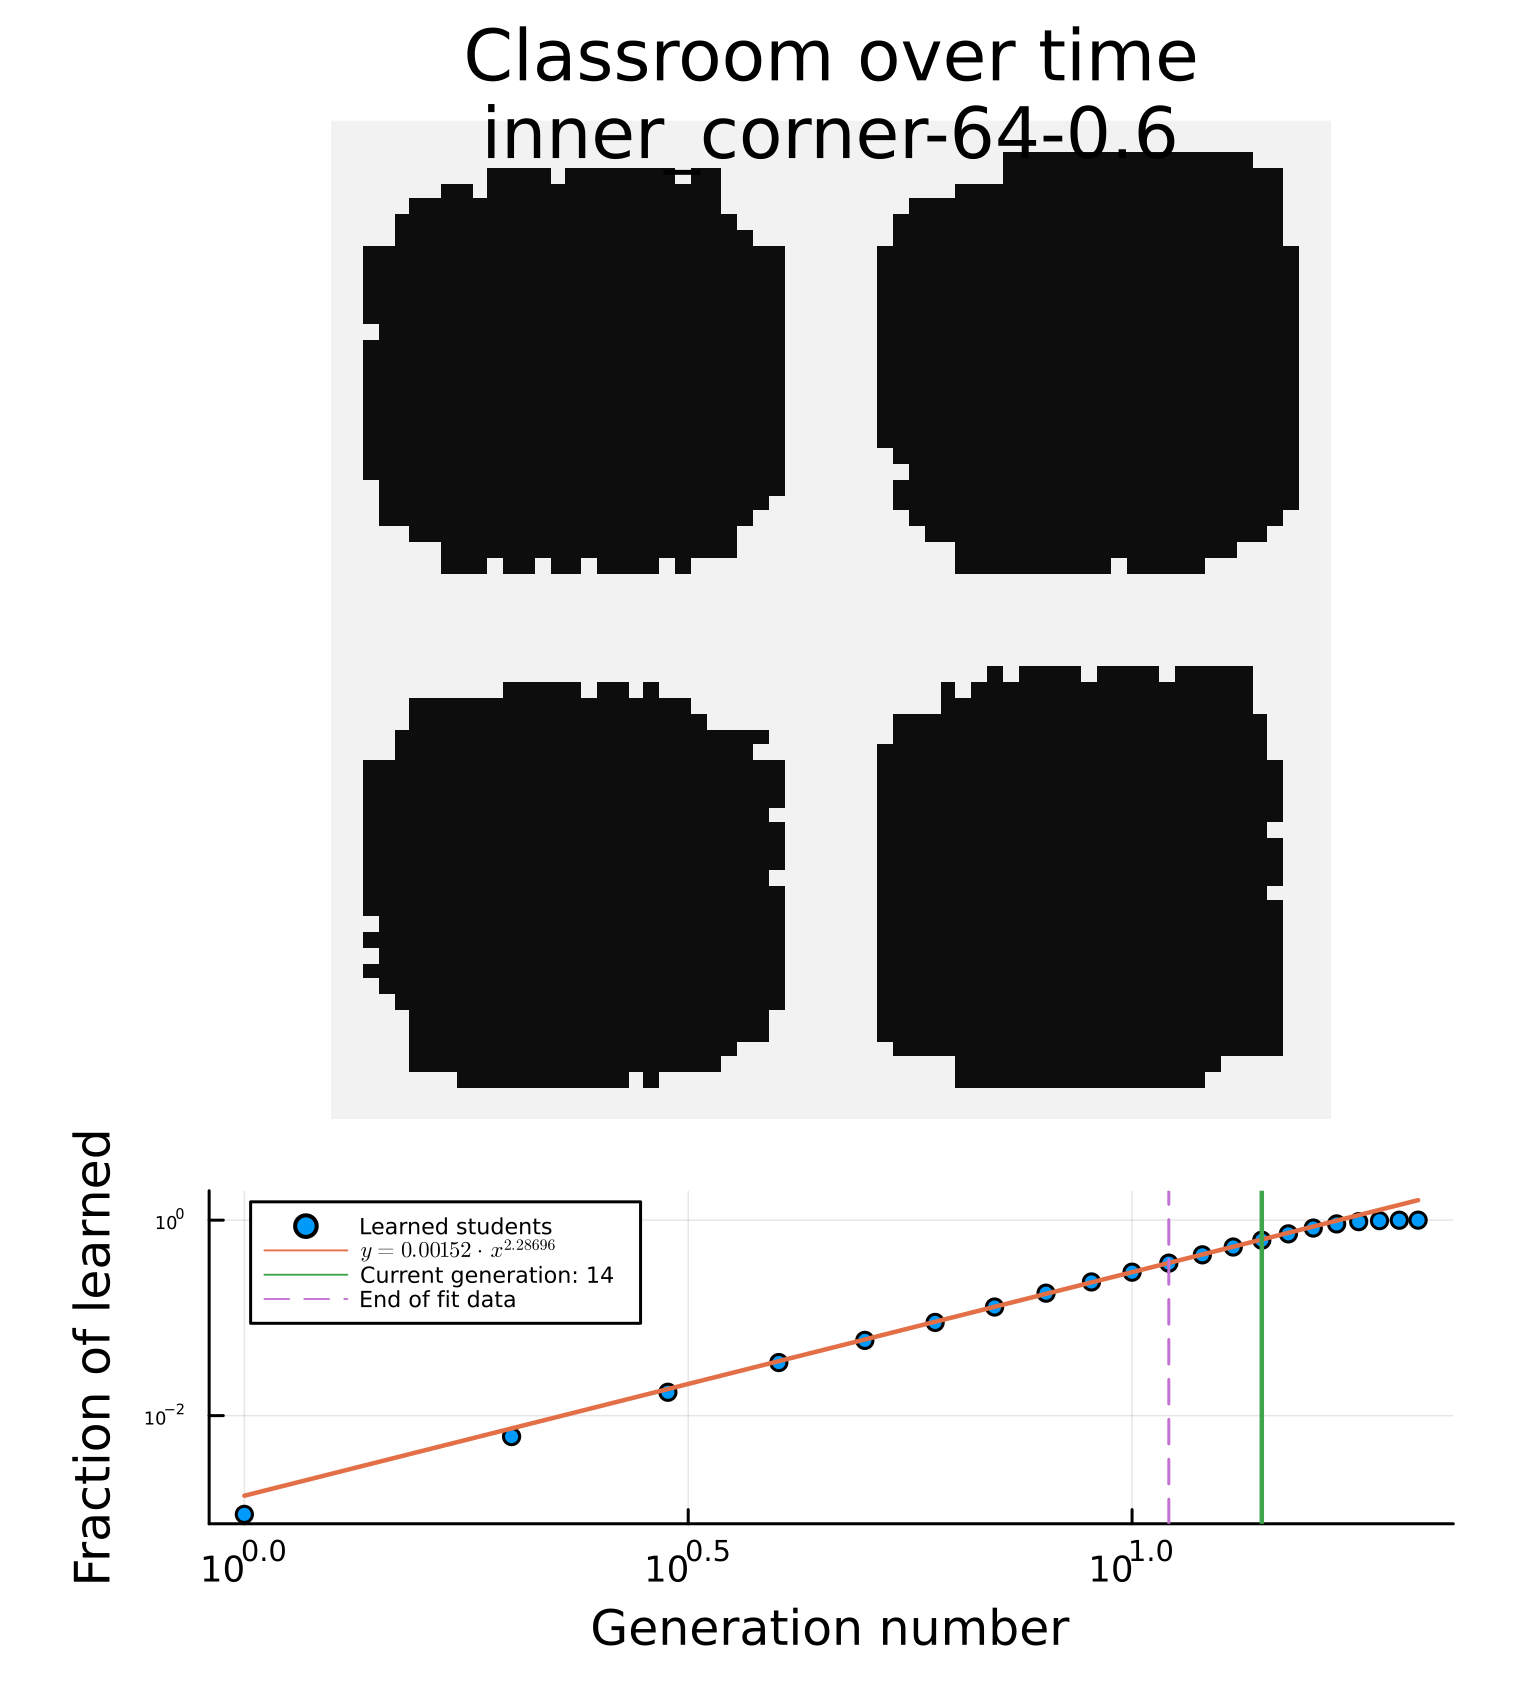 Classroom over time
inner_corner-64-0.6
Fraction of learned
10^0
10^-2
Learned students
y = 0.00152 · x^2.28696
Current generation: 14
End of fit data
10^0.0 10^0.5 10^1.0
Generation number